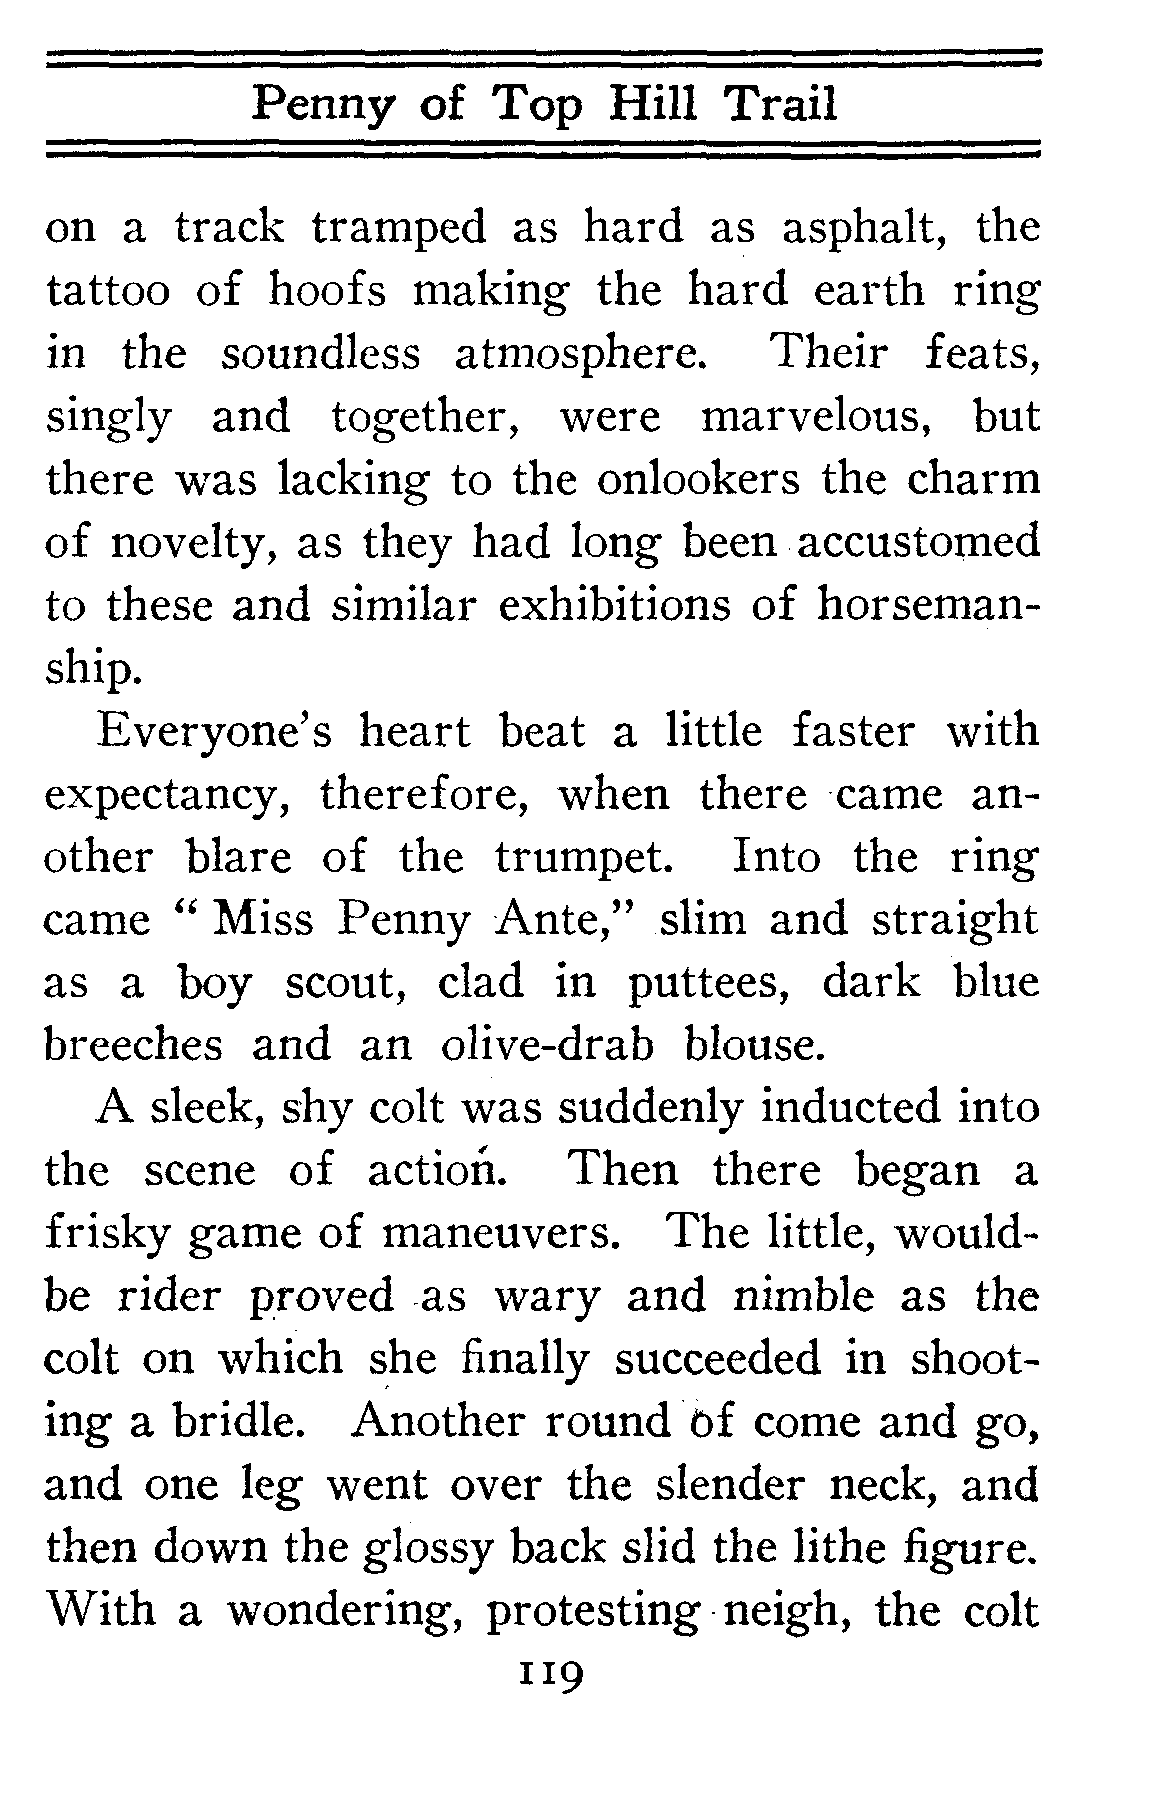 Penny of Top Hill Trail
on a track tramped as hard as asphalt, the
tattoo of hoofs making the hard earth ring
in the soundless atmosphere. Their feats,
singly and together, were marvelous, but
there was lacking to the onlookers the charm
of novelty, as they had long been accustomed
to these and similar exhibitions of horseman-
ship.
Everyone's heart beat a little faster with
expectancy, therefore, when there came an-
other blare of the trumpet. Into the ring
came “ Miss Penny Ante,” slim and straight
as a boy scout, clad in puttees, dark blue
breeches and an olive-drab blouse.
A sleek, shy colt was suddenly inducted into
the scene of action. Then there began a
frisky game of maneuvers. The little, would-
be rider proved as wary and nimble as the
colt on which she finally succeeded in shoot-
ing a bridle. Another round of come and go,
and one leg went over the slender neck, and
then down the glossy back slid the lithe figure.
With a wondering, protesting neigh, the colt
119